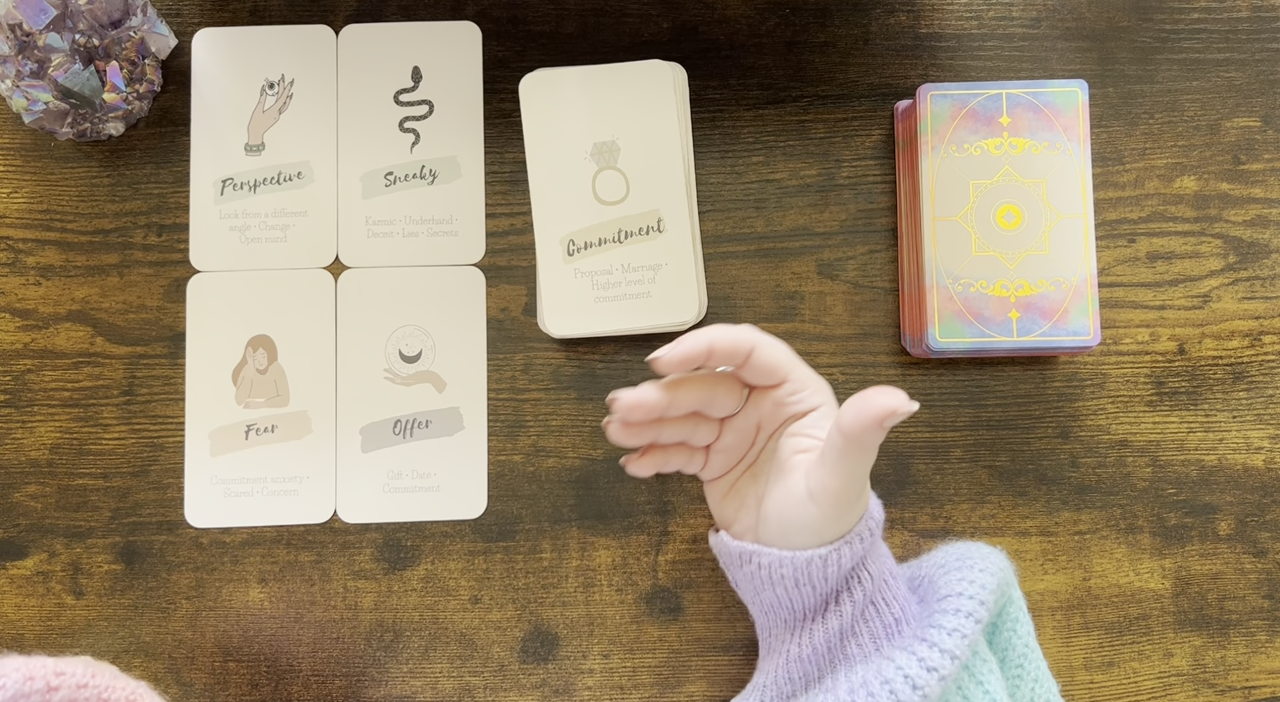 Perspective
Look from a different
angle • Change •
Open mind
Sneaky
Karmic • Underhand •
Deceit • Lies • Secrets
Commitment
Proposal • Marriage •
Higher level of
commitment
Fear
Commitment anxiety •
Scared • Concern
Offer
Gift • Date •
Commitment